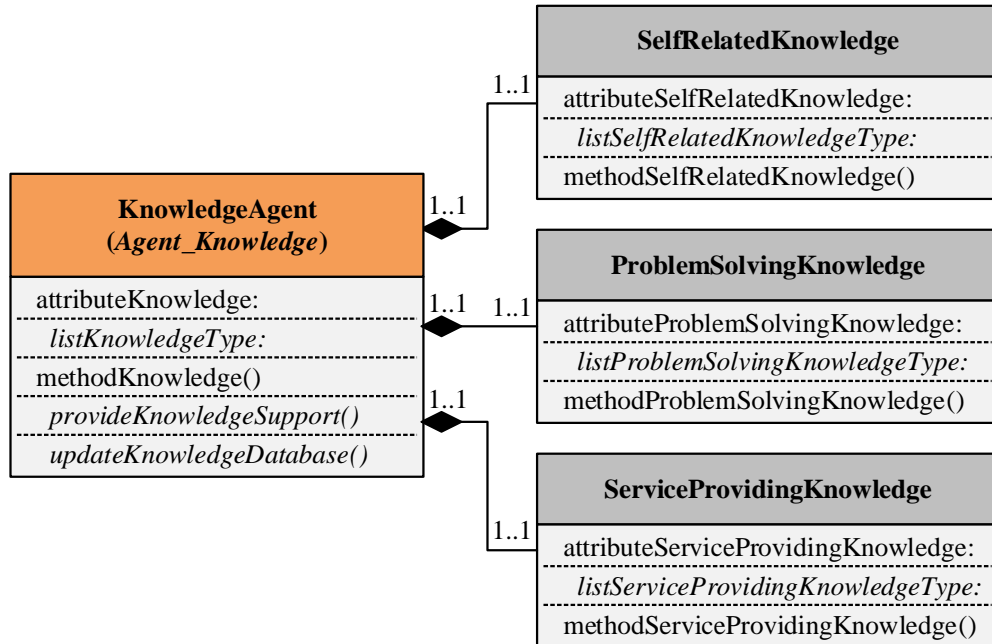 SelfRelatedKnowledge
1..1
attributeSelfRelatedKnowledge:
listSelfRelatedKnowledgeType:
methodSelfRelatedKnowledge()
KnowledgeAgent
(Agent_Knowledge)
1..1
attributeKnowledge:
listKnowledgeType:
methodKnowledge()
provideKnowledgeSupport()
updateKnowledgeDatabase()
1..1
1..1
ProblemSolvingKnowledge
attributeProblemSolvingKnowledge:
listProblemSolvingKnowledgeType:
methodProblemSolvingKnowledge()
1..1
1..1
ServiceProvidingKnowledge
attributeServiceProvidingKnowledge:
listServiceProvidingKnowledgeType:
methodServiceProvidingKnowledge()